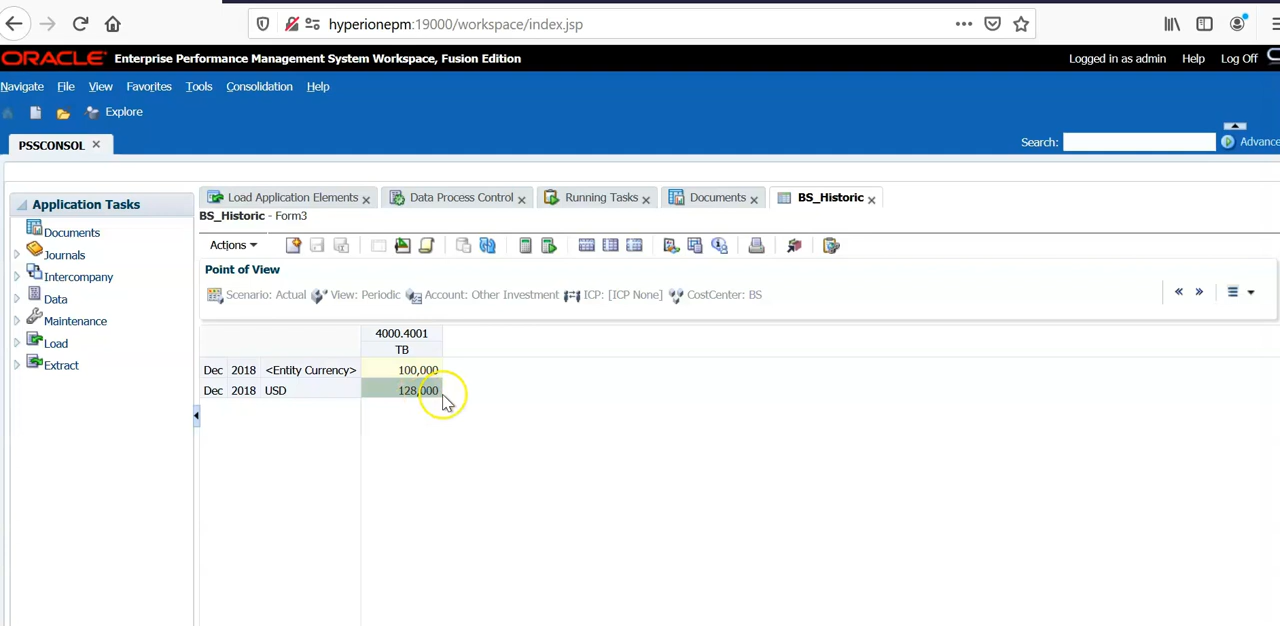 hyperionepm:19000/workspace/index.jsp
ORACLE Enterprise Performance Management System Workspace, Fusion Edition
Logged in as admin Help Log Off
Navigate File View Favorites Tools Consolidation Help
Explore
PSSCONSOL
Search:
Advance
Application Tasks
Documents
Journals
Intercompany
Data
Maintenance
Load
Extract
Load Application Elements Data Process Control Running Tasks Documents BS_Historic
BS_Historic - Form3
Actions
Point of View
Scenario: Actual View: Periodic Account: Other Investment ICP: [ICP None] CostCenter: BS
4000.4001
TB
Dec 2018 <Entity Currency> 100,000
Dec 2018 USD 128,000